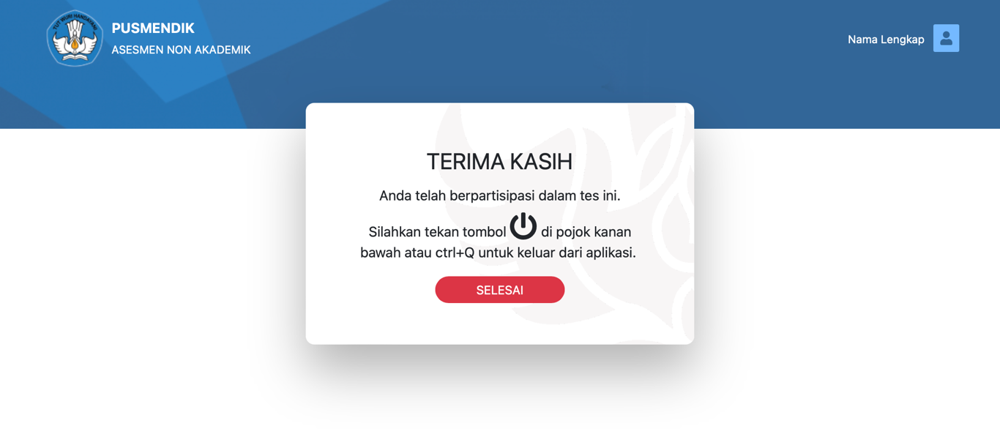 TUT WURI HANDAYANI
PUSMENDIK
ASESMEN NON AKADEMIK
Nama Lengkap
TERIMA KASIH
Anda telah berpartisipasi dalam tes ini.
Silahkan tekan tombol di pojok kanan
bawah atau ctrl+Q untuk keluar dari aplikasi.
SELESAI